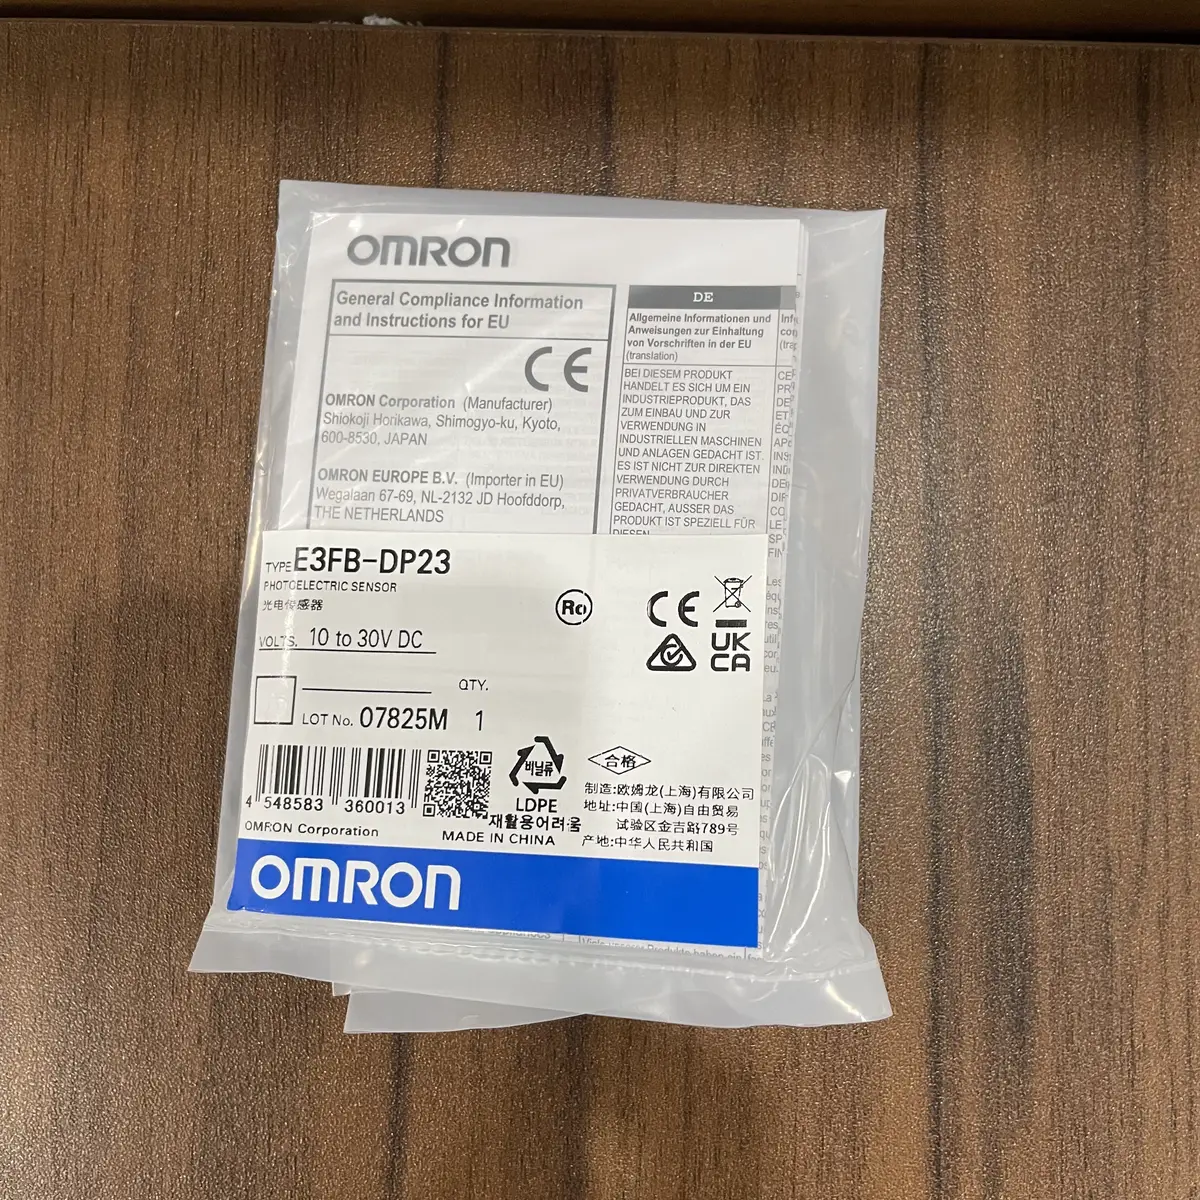 OMRON
General Compliance Information
and Instructions for EU
CE
OMRON Corporation (Manufacturer)
Shiokoji Horikawa, Shimogyo-ku, Kyoto,
600-8530, JAPAN
OMRON EUROPE B.V. (Importer in EU)
Wegalaan 67-69, NL-2132 JD Hoofddorp,
THE NETHERLANDS
DE
Allgemeine Informationen und
Anweisungen zur Einhaltung
von Vorschriften in der EU
(translation)
BEI DIESEM PRODUKT
HANDELT ES SICH UM EIN
INDUSTRIEPRODUKT, DAS
ZUM EINBAU UND ZUR
VERWENDUNG IN
INDUSTRIELLEN MASCHINEN
UND ANLAGEN GEDACHT IST.
ES IST NICHT ZUR DIREKTEN
VERWENDUNG DURCH
PRIVATVERBRAUCHER
GEDACHT, AUSSER DAS
PRODUKT IST SPEZIELL FÜR
DIESEN
TYPE E3FB-DP23
PHOTOELECTRIC SENSOR
光电传感器
VOLTS. 10 to 30V DC
CE
UK
CA
QTY.
LOT No. 07825M 1
4 548583 360013
OMRON Corporation
비닐류
LDPE
재활용어려움
MADE IN CHINA
合格
制造:欧姆龙(上海)有限公司
地址:中国(上海)自由贸易
试验区金吉路789号
产地:中华人民共和国
OMRON